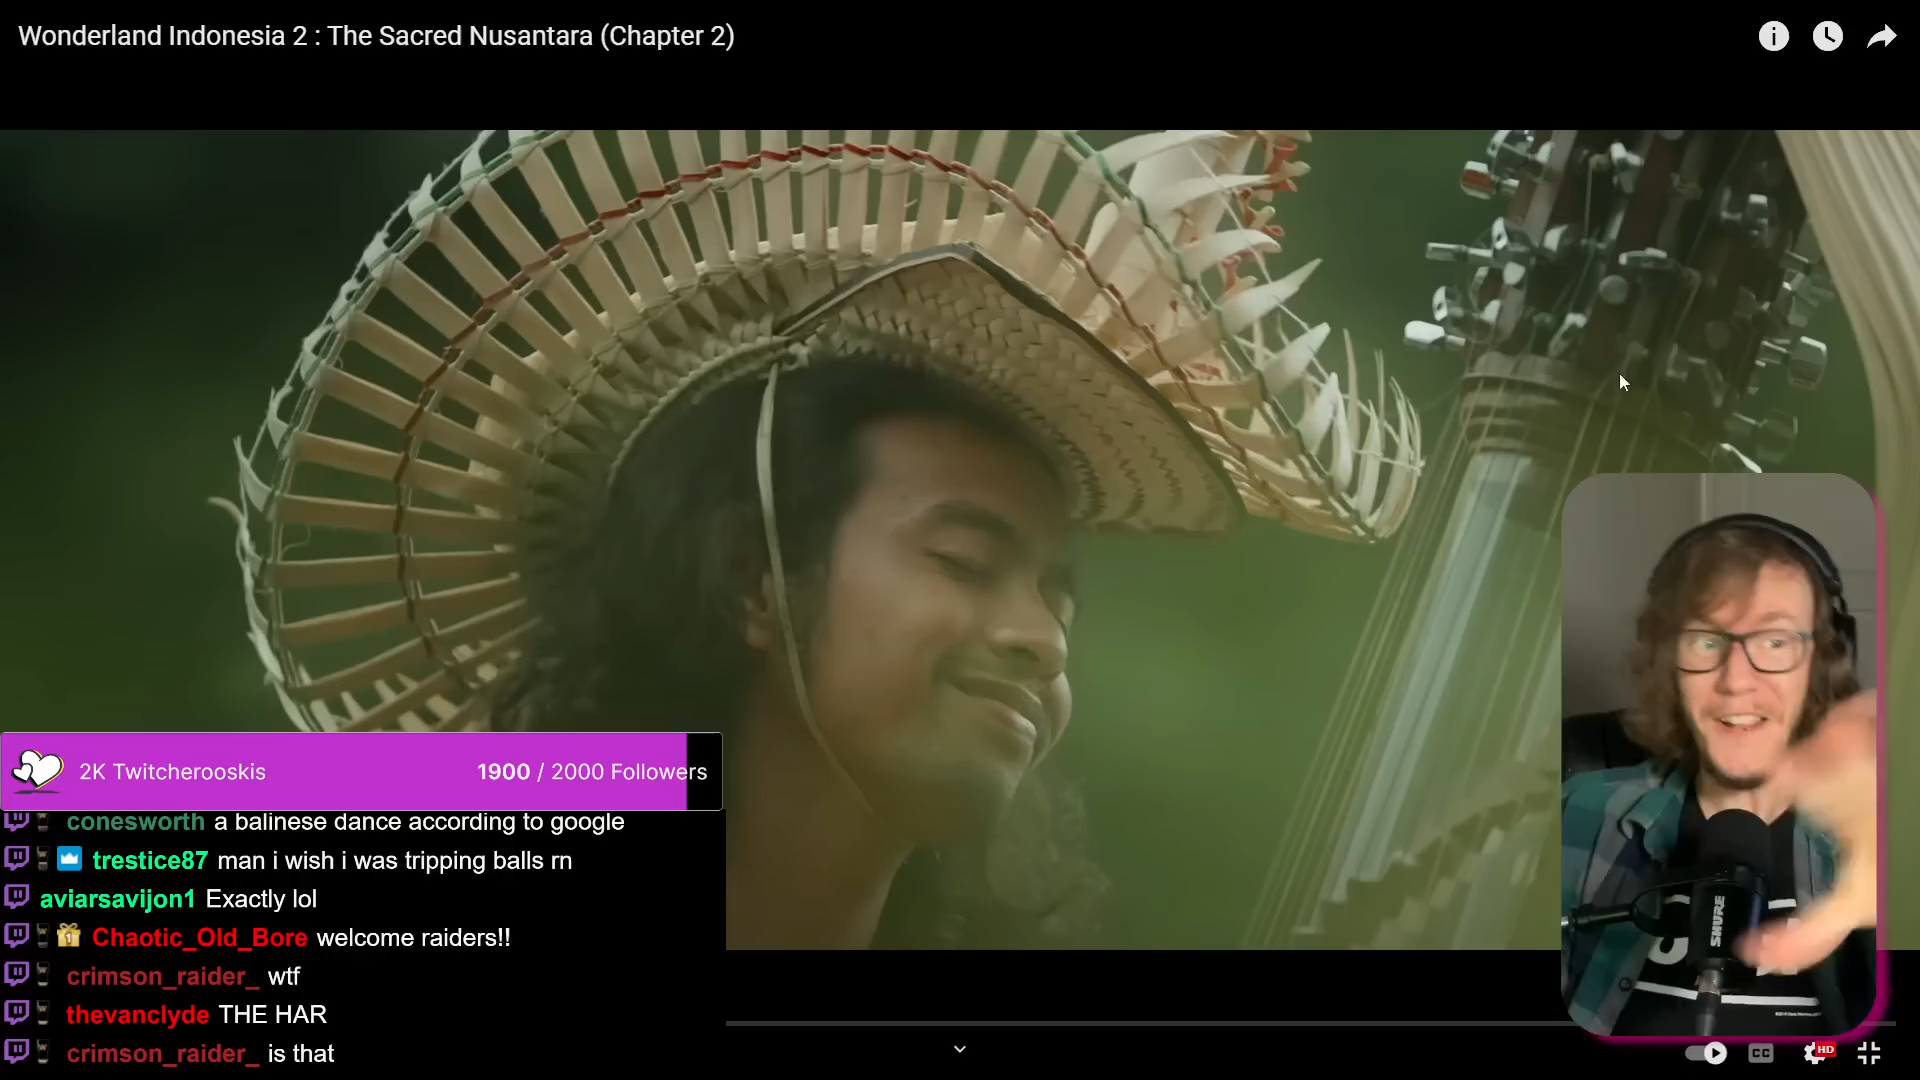 Wonderland Indonesia 2 : The Sacred Nusantara (Chapter 2)
2K Twitcherooskis 1900 / 2000 Followers
conesworth a balinese dance according to google
trestice87 man i wish i was tripping balls rn
aviarsavijon1 Exactly lol
Chaotic_Old_Bore welcome raiders!!
crimson_raider_ wtf
thevanclyde THE HAR
crimson_raider_ is that
SHURE
CC
HD